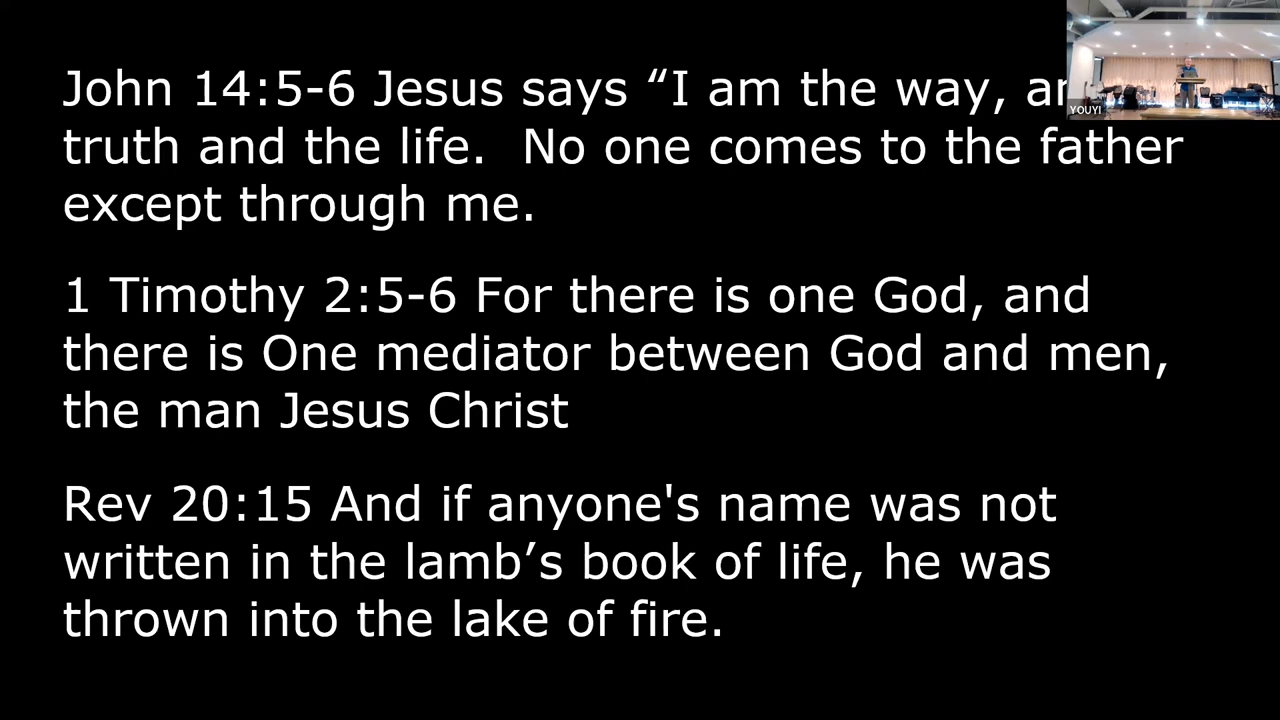 John 14:5-6 Jesus says “I am the way,
truth and the life.  No one comes to the father
except through me.
1 Timothy 2:5-6 For there is one God, and
there is One mediator between God and men,
the man Jesus Christ
Rev 20:15 And if anyone's name was not
written in the lamb’s book of life, he was
thrown into the lake of fire.
YOUYI